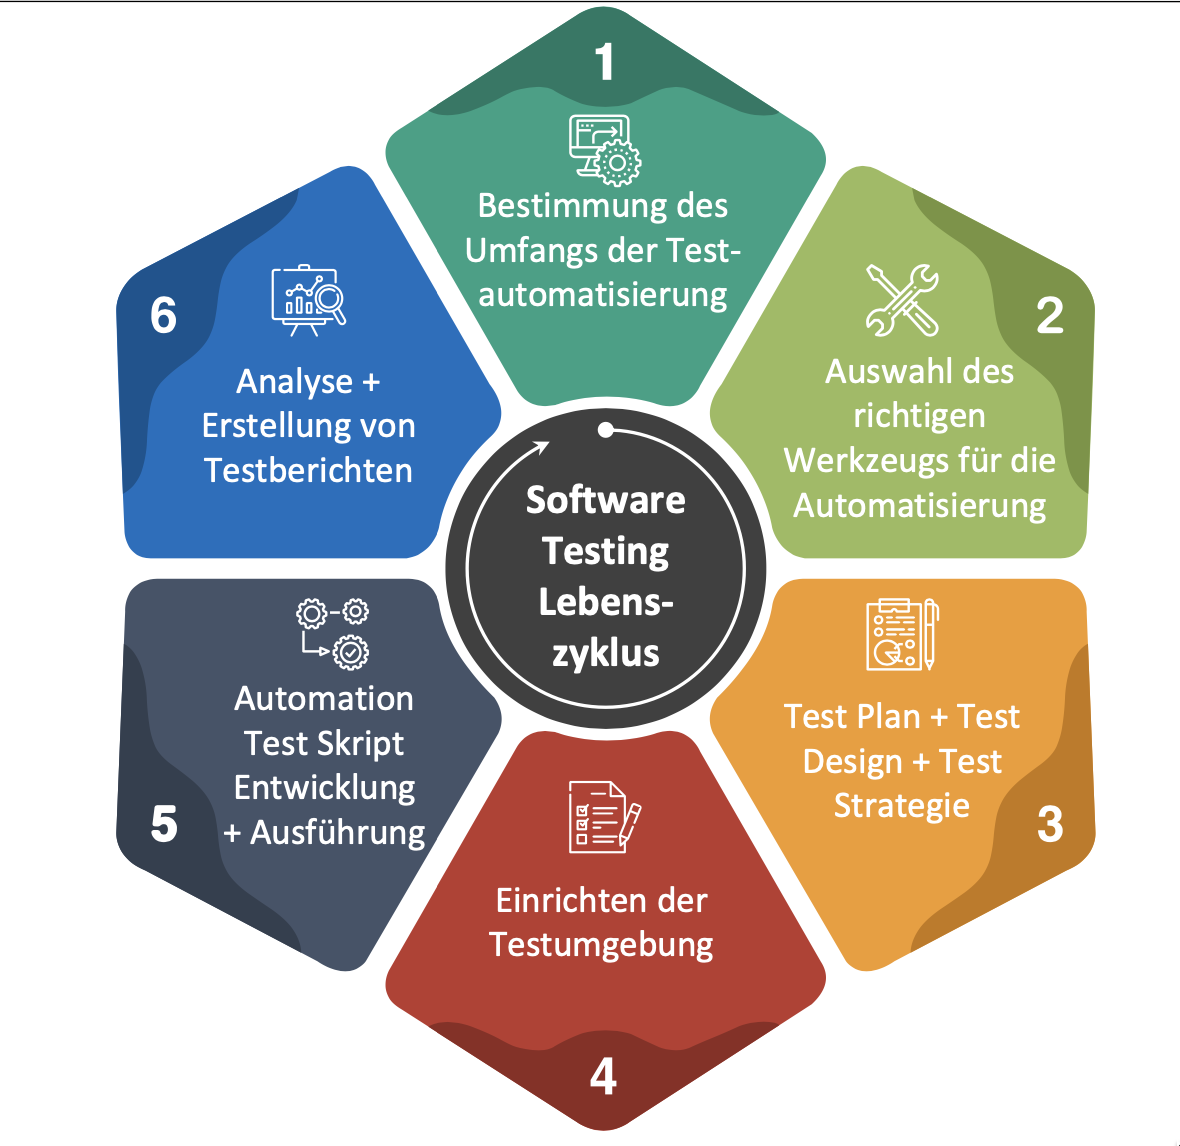 1
Bestimmung des
Umfangs der Test-
automatisierung
2
Auswahl des
richtigen
Werkzeugs für die
Automatisierung
3
Test Plan + Test
Design + Test
Strategie
4
Einrichten der
Testumgebung
5
Automation
Test Skript
Entwicklung
+ Ausführung
6
Analyse +
Erstellung von
Testberichten
Software
Testing
Lebens-
zyklus